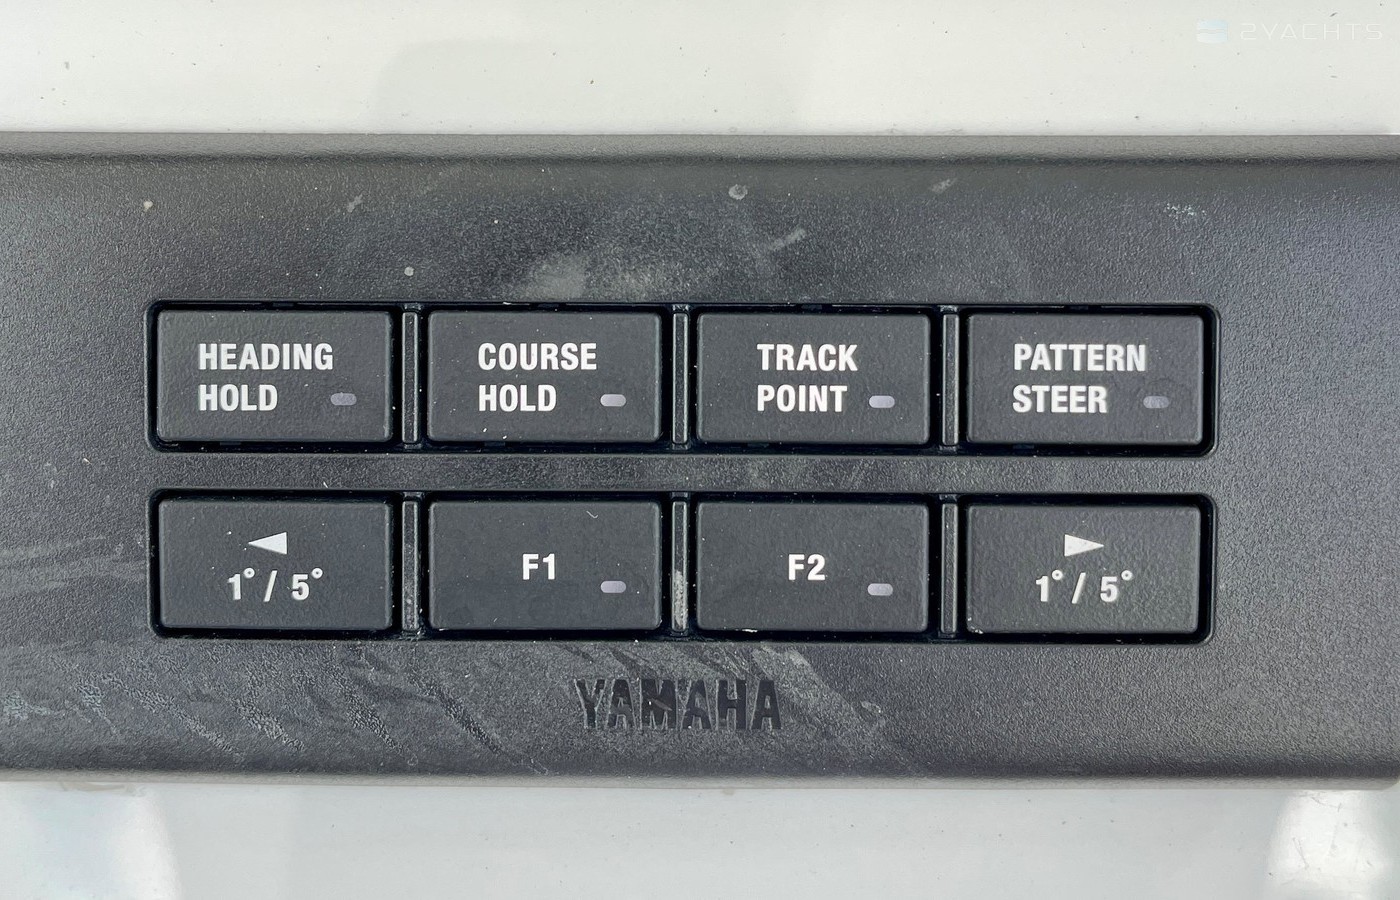 2YACHTS
HEADING
HOLD
COURSE
HOLD
TRACK
POINT
PATTERN
STEER
◀
1° / 5°
F1
F2
▶
1° / 5°
YAMAHA